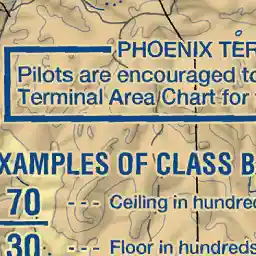 PHOENIX TER
Pilots are encouraged to
Terminal Area Chart for
XAMPLES OF CLASS B
70 --- Ceiling in hundred
30 --- Floor in hundreds